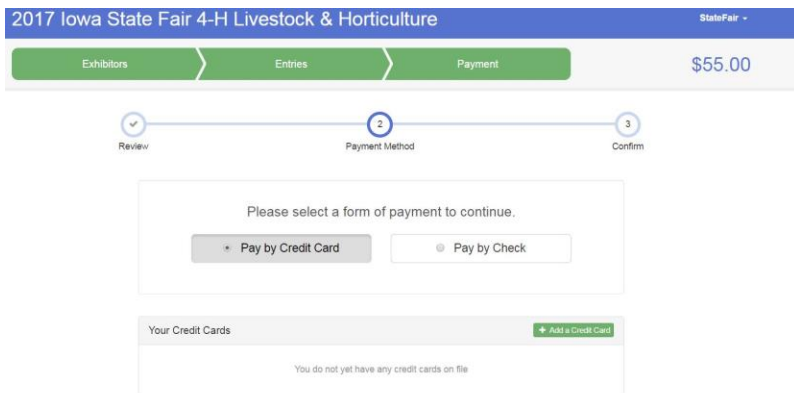 2017 Iowa State Fair 4-H Livestock & Horticulture
StateFair
Exhibitors
Entries
Payment
$55.00
2
3
Review
Payment Method
Confirm
Please select a form of payment to continue.
Pay by Credit Card
Pay by Check
Your Credit Cards
+ Add a Credit Card
You do not yet have any credit cards on file